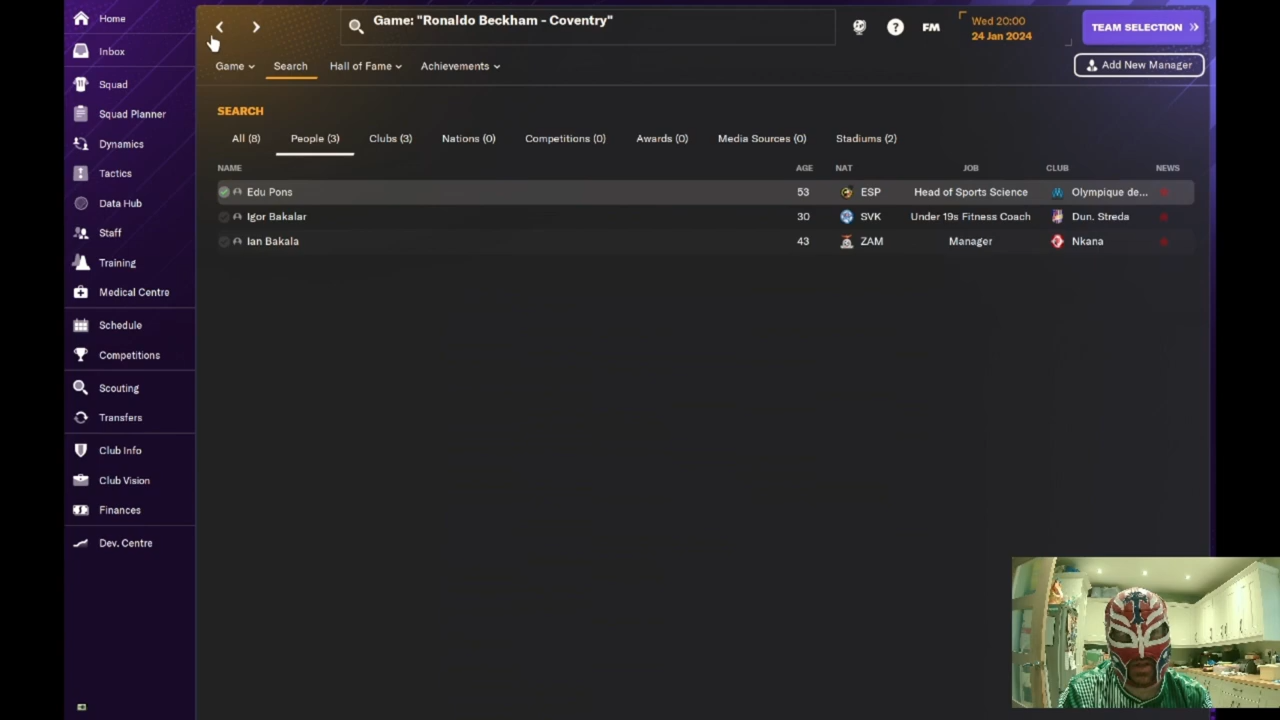 Home
Inbox
Squad
Squad Planner
Dynamics
Tactics
Data Hub
Staff
Training
Medical Centre
Schedule
Competitions
Scouting
Transfers
Club Info
Club Vision
Finances
Dev. Centre
Game: "Ronaldo Beckham - Coventry"
?
FM
Wed 20:00
24 Jan 2024
TEAM SELECTION
Game Search Hall of Fame Achievements
Add New Manager
SEARCH
All (8) People (3) Clubs (3) Nations (0) Competitions (0) Awards (0) Media Sources (0) Stadiums (2)
NAME AGE NAT JOB CLUB NEWS
Edu Pons 53 ESP Head of Sports Science Olympique de...
Igor Bakalar 30 SVK Under 19s Fitness Coach Dun. Streda
Ian Bakala 43 ZAM Manager Nkana